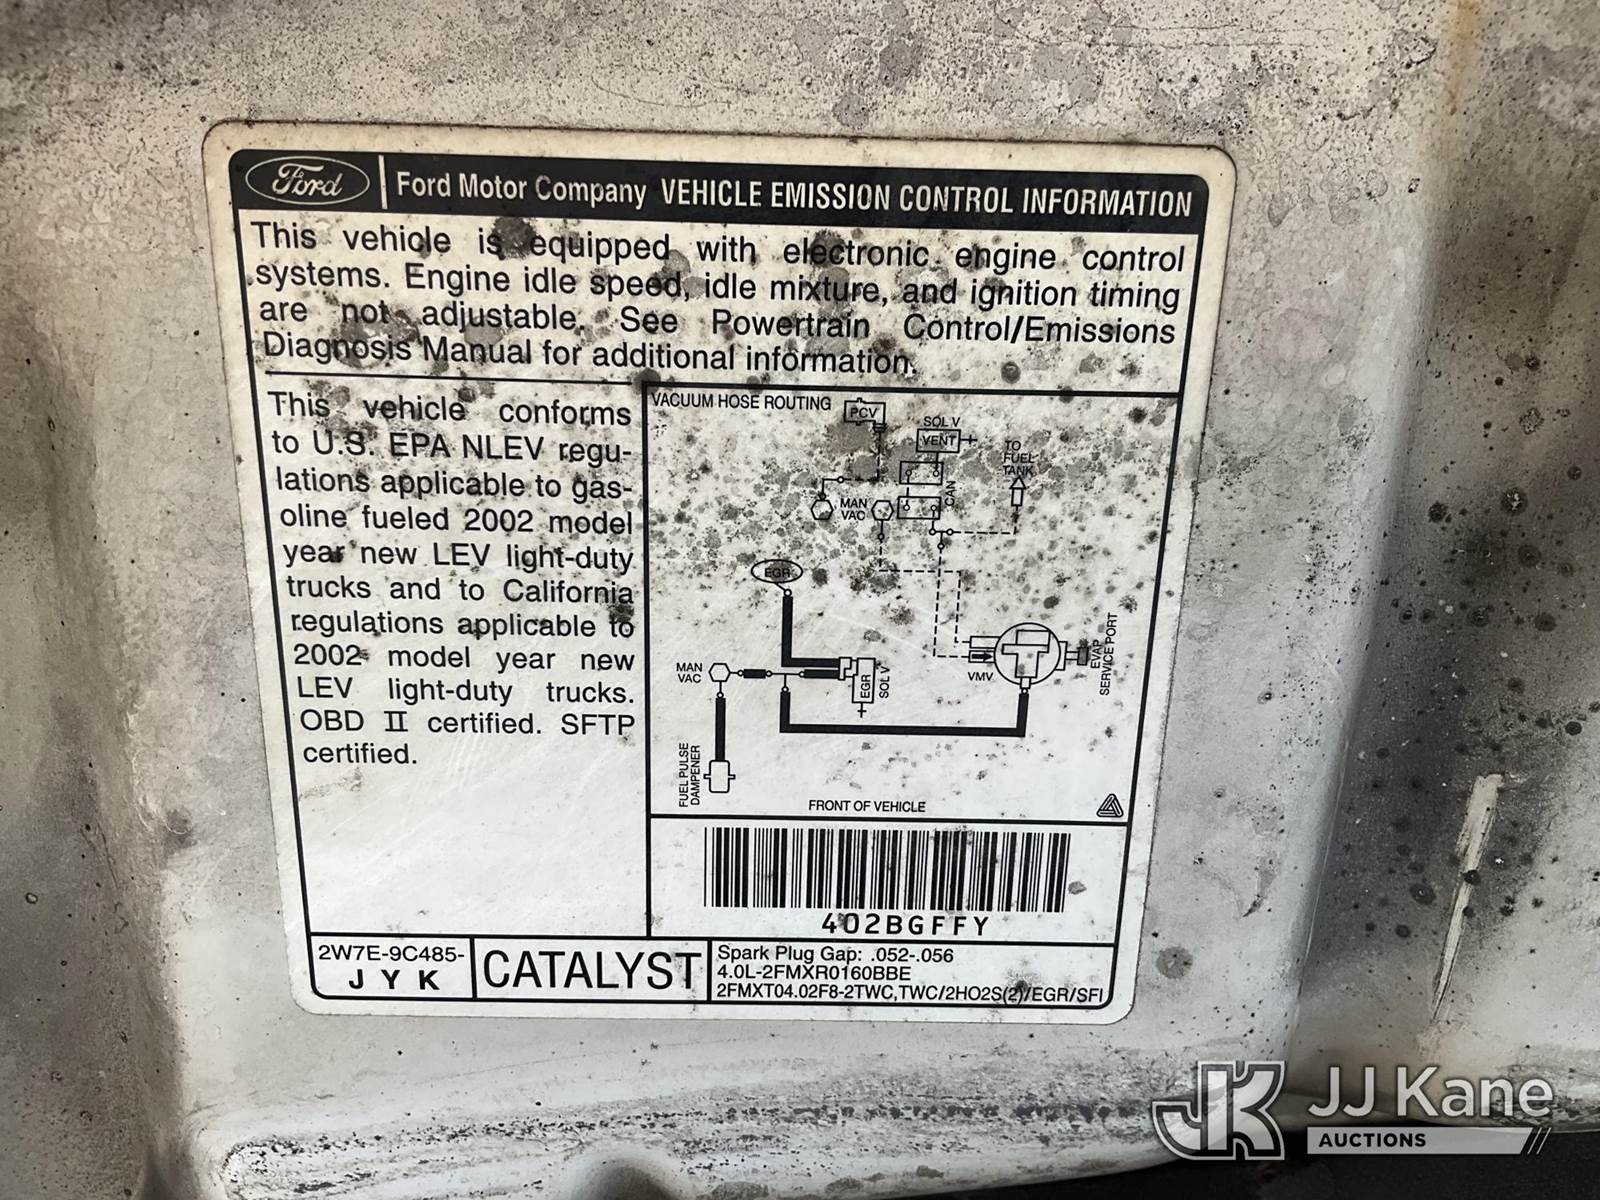 Ford
Ford Motor Company VEHICLE EMISSION CONTROL INFORMATION
This vehicle is equipped with electronic engine control
systems. Engine idle speed, idle mixture, and ignition timing
are not adjustable. See Powertrain Control/Emissions
Diagnosis Manual for additional information.
This vehicle conforms
to U.S. EPA NLEV regu-
lations applicable to gas-
oline fueled 2002 model
year new LEV light-duty
trucks and to California
regulations applicable to
2002 model year new
LEV light-duty trucks.
OBD II certified. SFTP
certified.
VACUUM HOSE ROUTING
PCV
SOL V
VENT
TO
FUEL
TANK
CAN
MAN
VAC
EGR
MAN
VAC
EGR
SOL V
VMV
EVAP
SERVICE PORT
FUEL PULSE
DAMPENER
FRONT OF VEHICLE
402BGFFY
2W7E-9C485-
J Y K
CATALYST
Spark Plug Gap: .052-.056
4.0L-2FMXR0160BBE
2FMXT04.02F8-2TWC,TWC/2HO2S(2)/EGR/SFI
JK JJ Kane
AUCTIONS